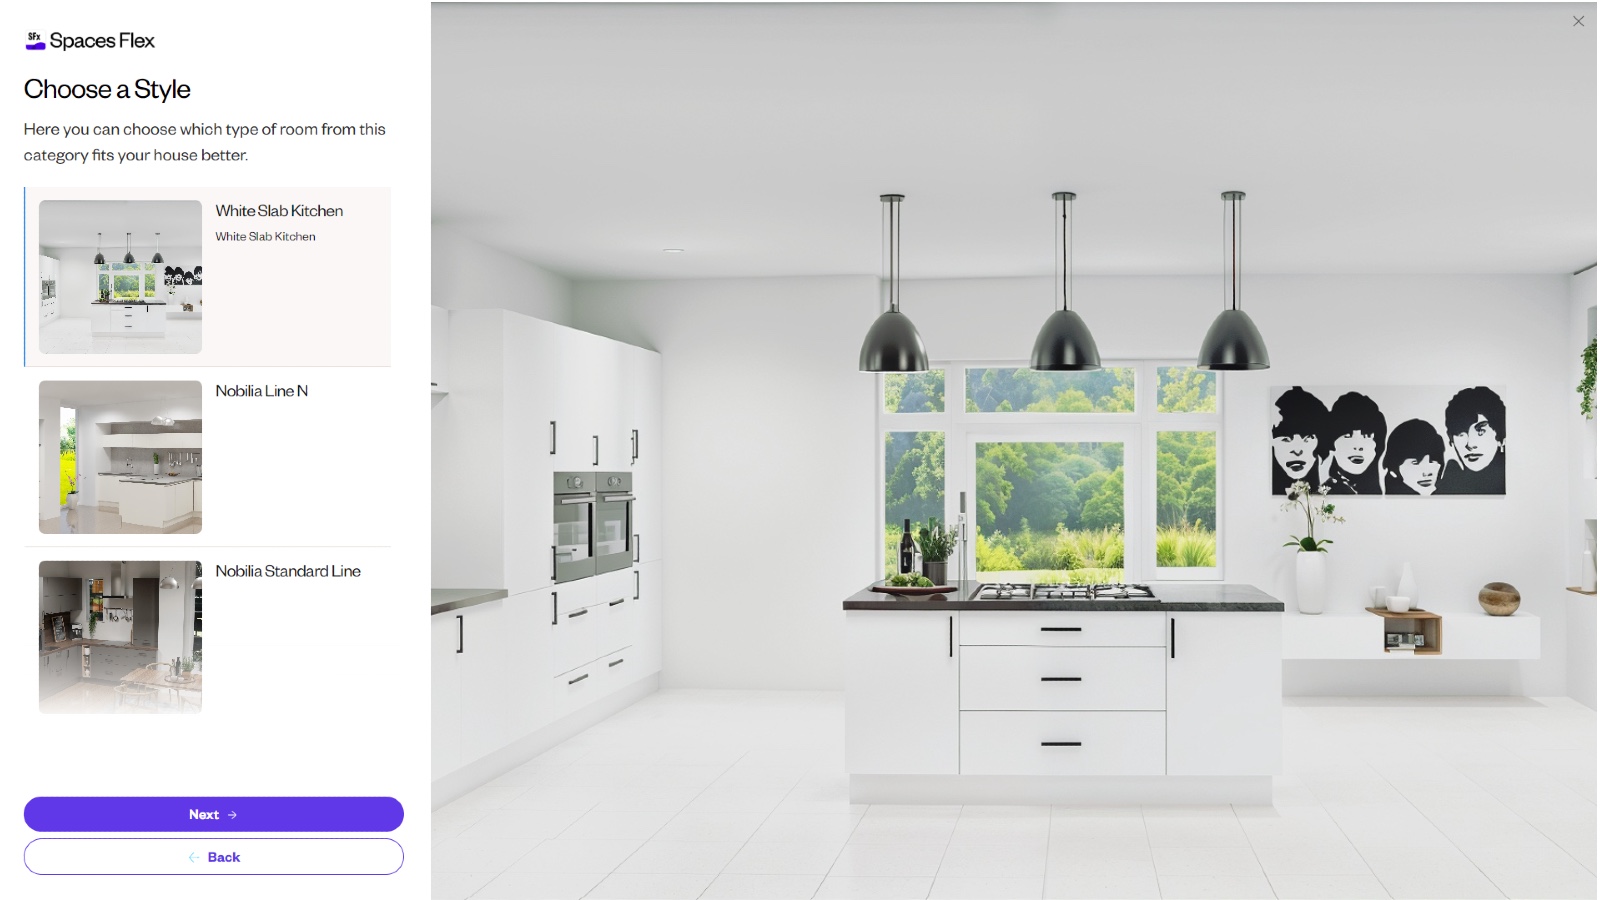 SFx Spaces Flex
Choose a Style
Here you can choose which type of room from this
category fits your house better.
White Slab Kitchen
White Slab Kitchen
Nobilia Line N
Nobilia Standard Line
Next →
← Back